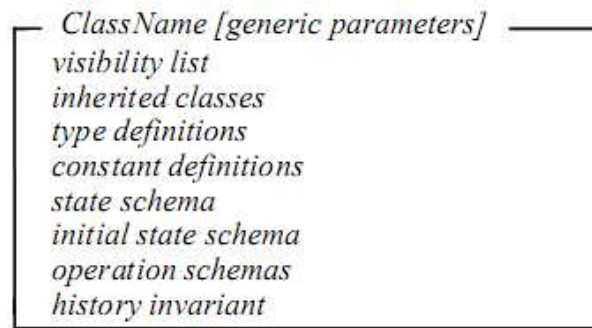 ClassName [generic parameters]
visibility list
inherited classes
type definitions
constant definitions
state schema
initial state schema
operation schemas
history invariant